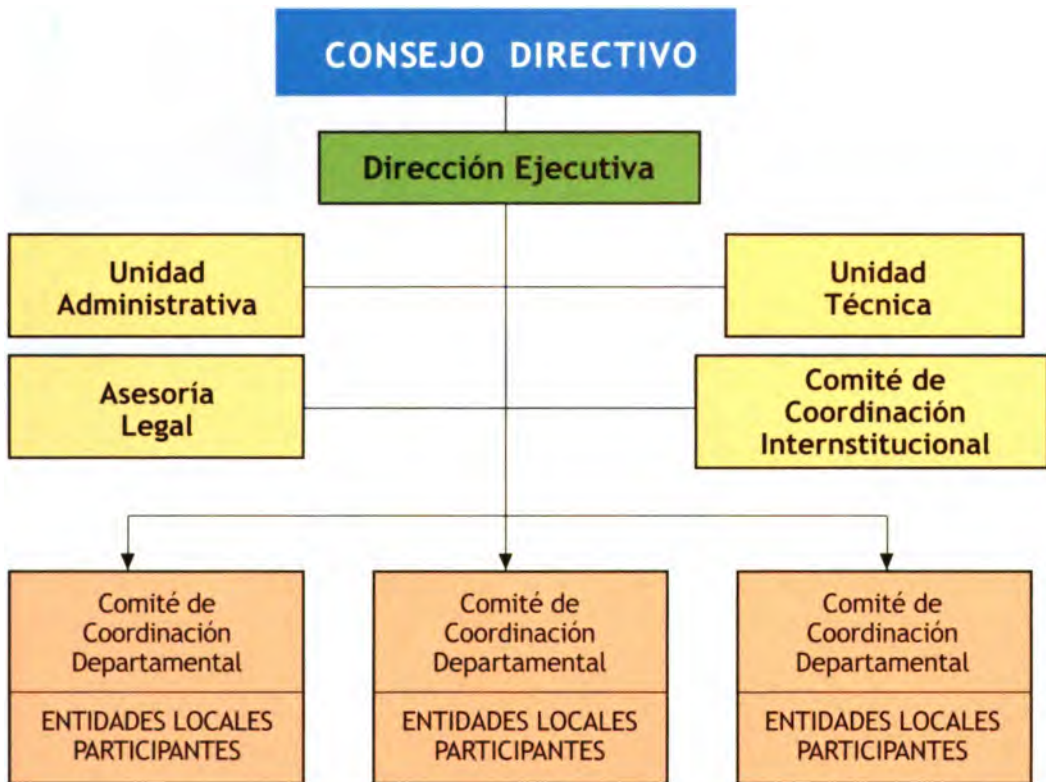 CONSEJO DIRECTIVO
Dirección Ejecutiva
Unidad
Administrativa
Unidad
Técnica
Asesoría
Legal
Comité de
Coordinación
Internstitucional
Comité de
Coordinación
Departamental
ENTIDADES LOCALES
PARTICIPANTES
Comité de
Coordinación
Departamental
ENTIDADES LOCALES
PARTICIPANTES
Comité de
Coordinación
Departamental
ENTIDADES LOCALES
PARTICIPANTES